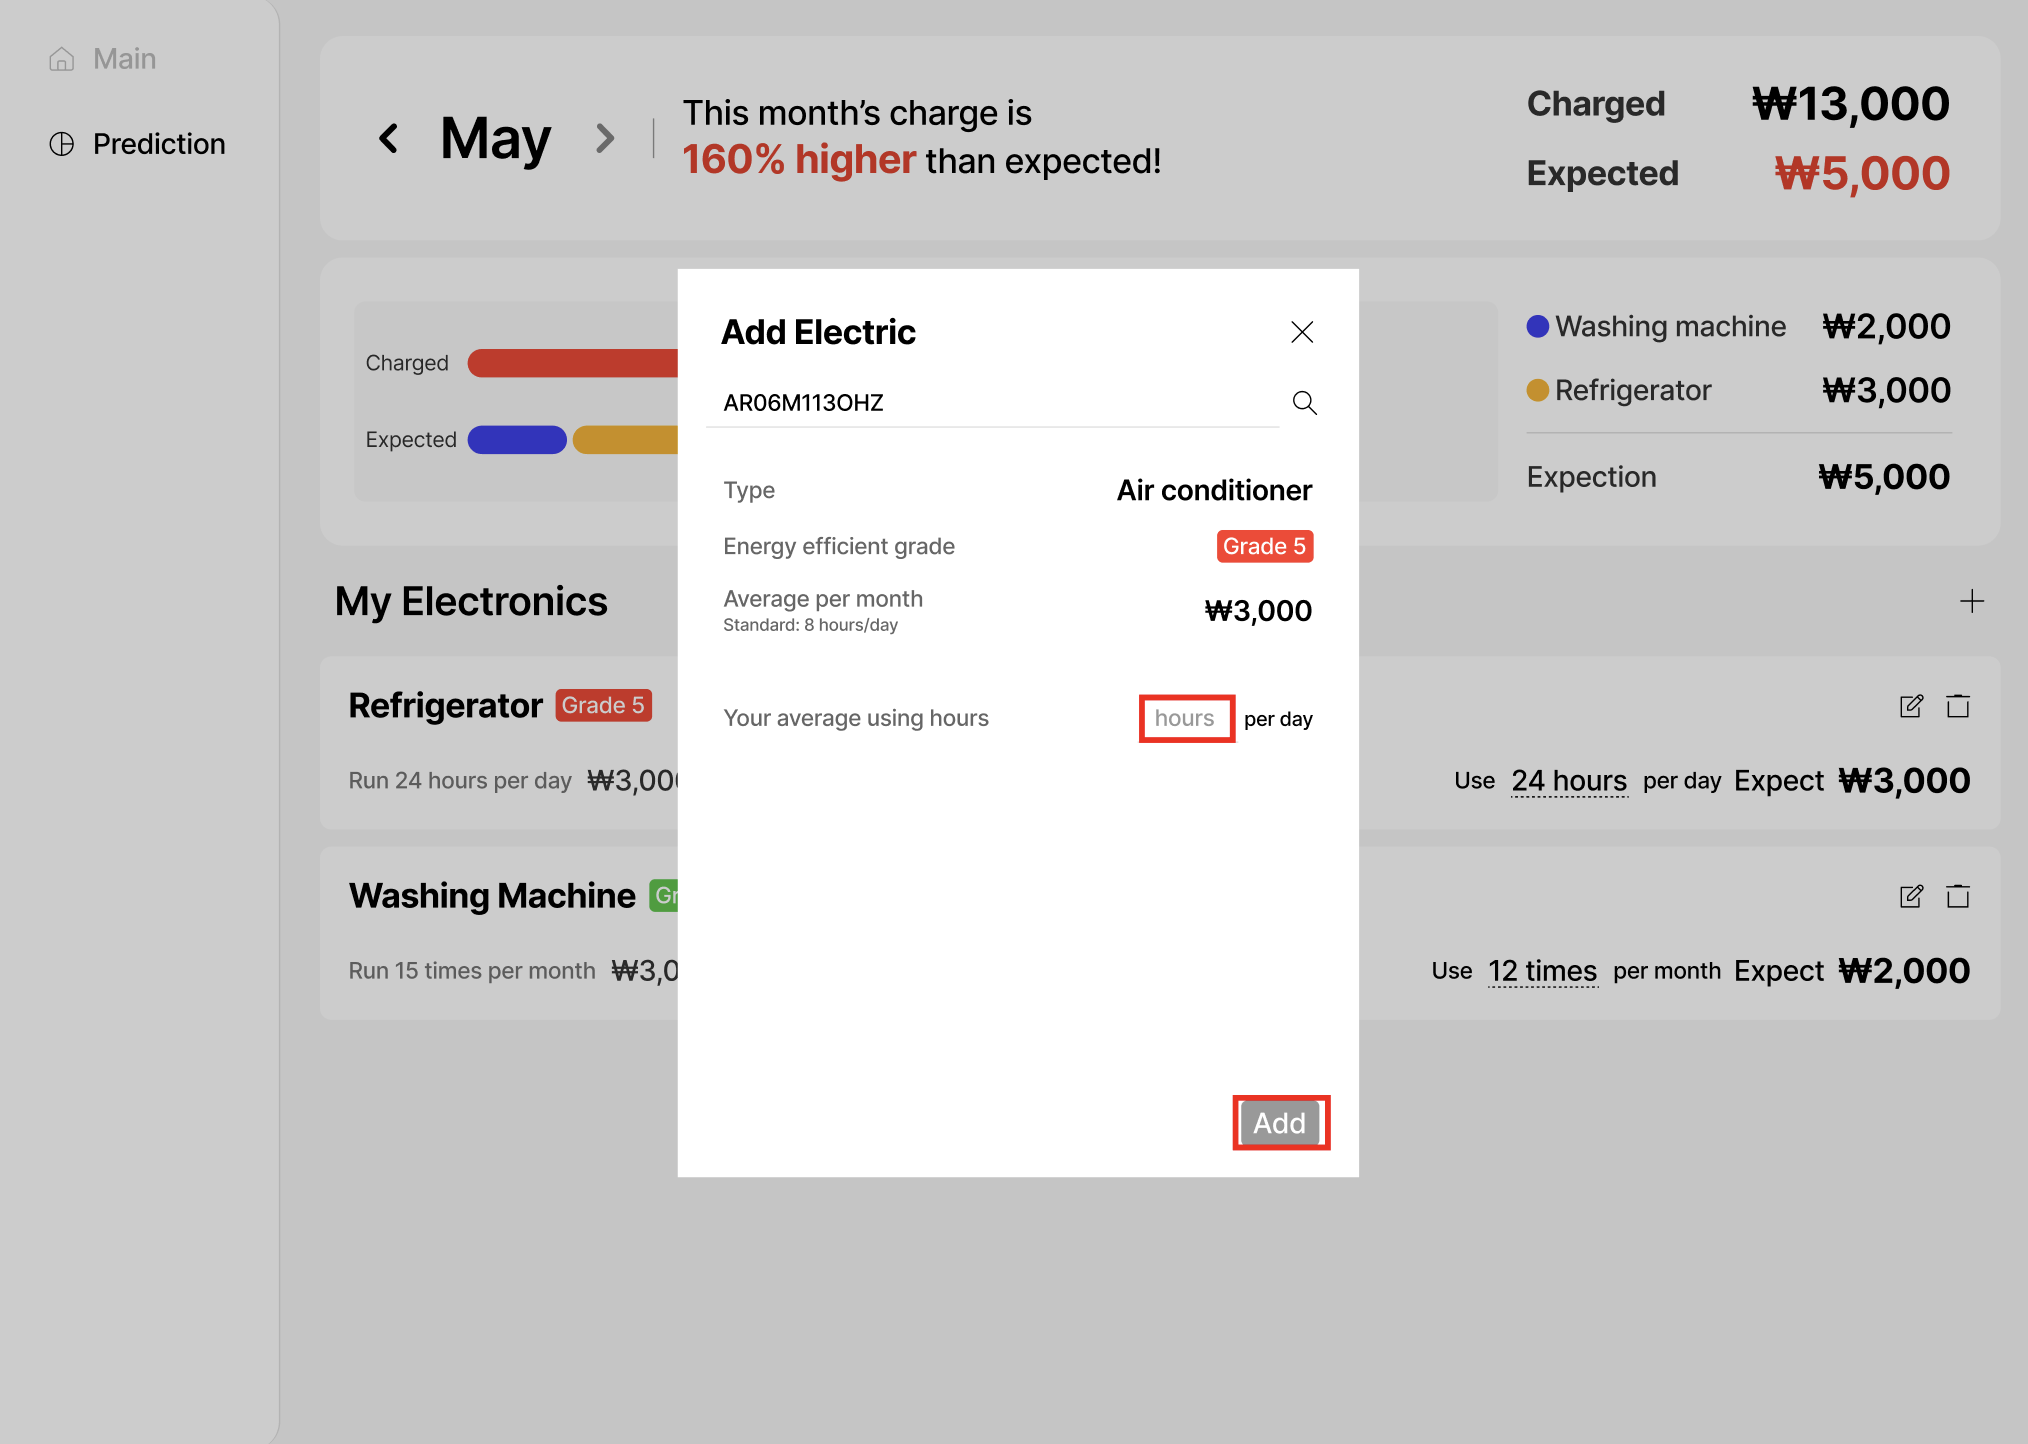 Main
Prediction
May
This month's charge is
160% higher than expected!
Charged ₩13,000
Expected ₩5,000
Charged
Expected
Washing machine ₩2,000
Refrigerator ₩3,000
Expection ₩5,000
My Electronics
Refrigerator Grade 5
Run 24 hours per day ₩3,000
Use 24 hours per day Expect ₩3,000
Washing Machine Gr
Run 15 times per month ₩3,0
Use 12 times per month Expect ₩2,000
Add Electric
AR06M113OHZ
Type Air conditioner
Energy efficient grade Grade 5
Average per month ₩3,000
Standard: 8 hours/day
Your average using hours hours per day
Add